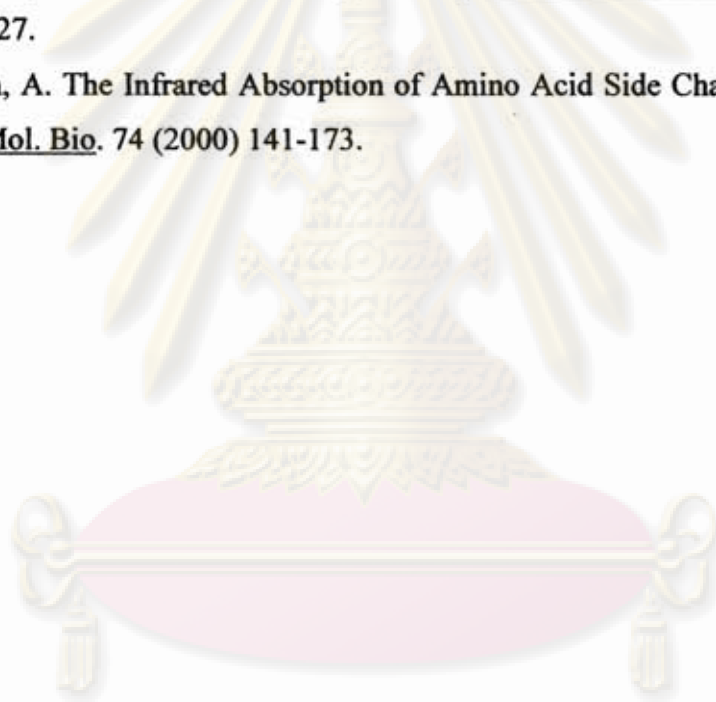 27.
, A. The Infrared Absorption of Amino Acid Side Cha
Mol. Bio. 74 (2000) 141-173.